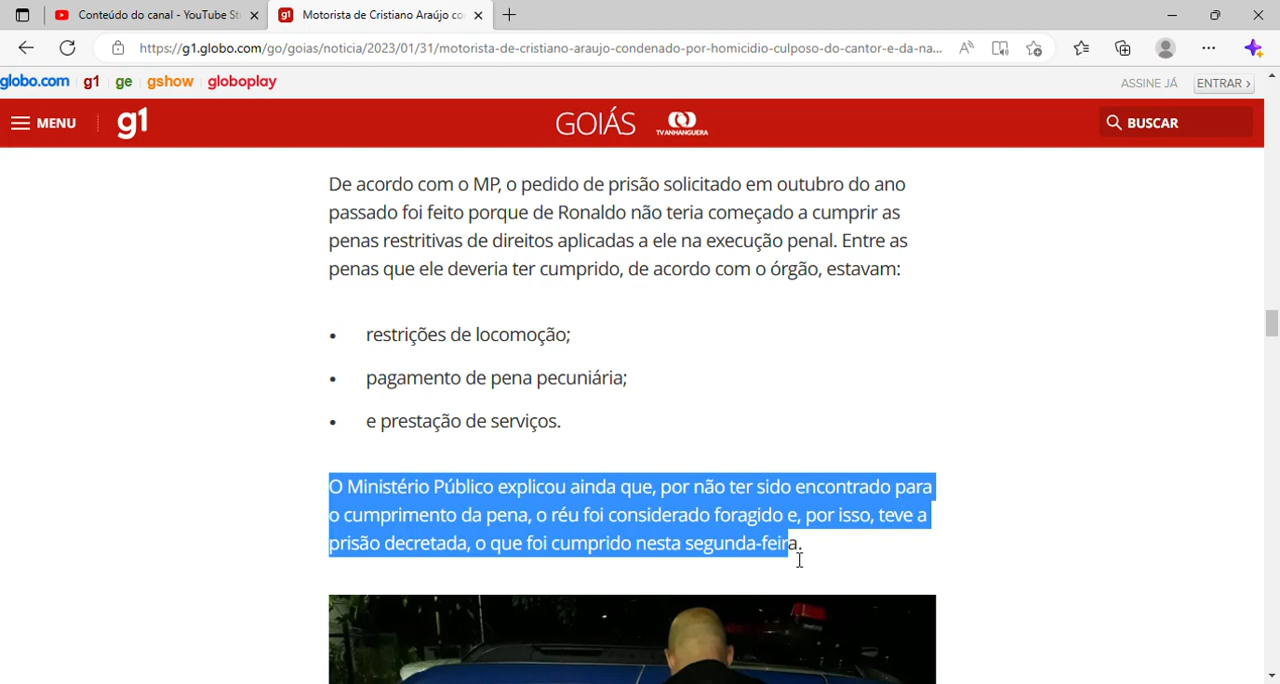 Conteúdo do canal - YouTube St
Motorista de Cristiano Araújo co
https://g1.globo.com/go/goias/noticia/2023/01/31/motorista-de-cristiano-araujo-condenado-por-homicidio-culposo-do-cantor-e-da-na...
globo.com g1 ge gshow globoplay
ASSINE JÁ ENTRAR >
MENU g1 GOIÁS TV ANHANGUERA BUSCAR
De acordo com o MP, o pedido de prisão solicitado em outubro do ano
passado foi feito porque de Ronaldo não teria começado a cumprir as
penas restritivas de direitos aplicadas a ele na execução penal. Entre as
penas que ele deveria ter cumprido, de acordo com o órgão, estavam:
• restrições de locomoção;
• pagamento de pena pecuniária;
• e prestação de serviços.
O Ministério Público explicou ainda que, por não ter sido encontrado para
o cumprimento da pena, o réu foi considerado foragido e, por isso, teve a
prisão decretada, o que foi cumprido nesta segunda-feira.